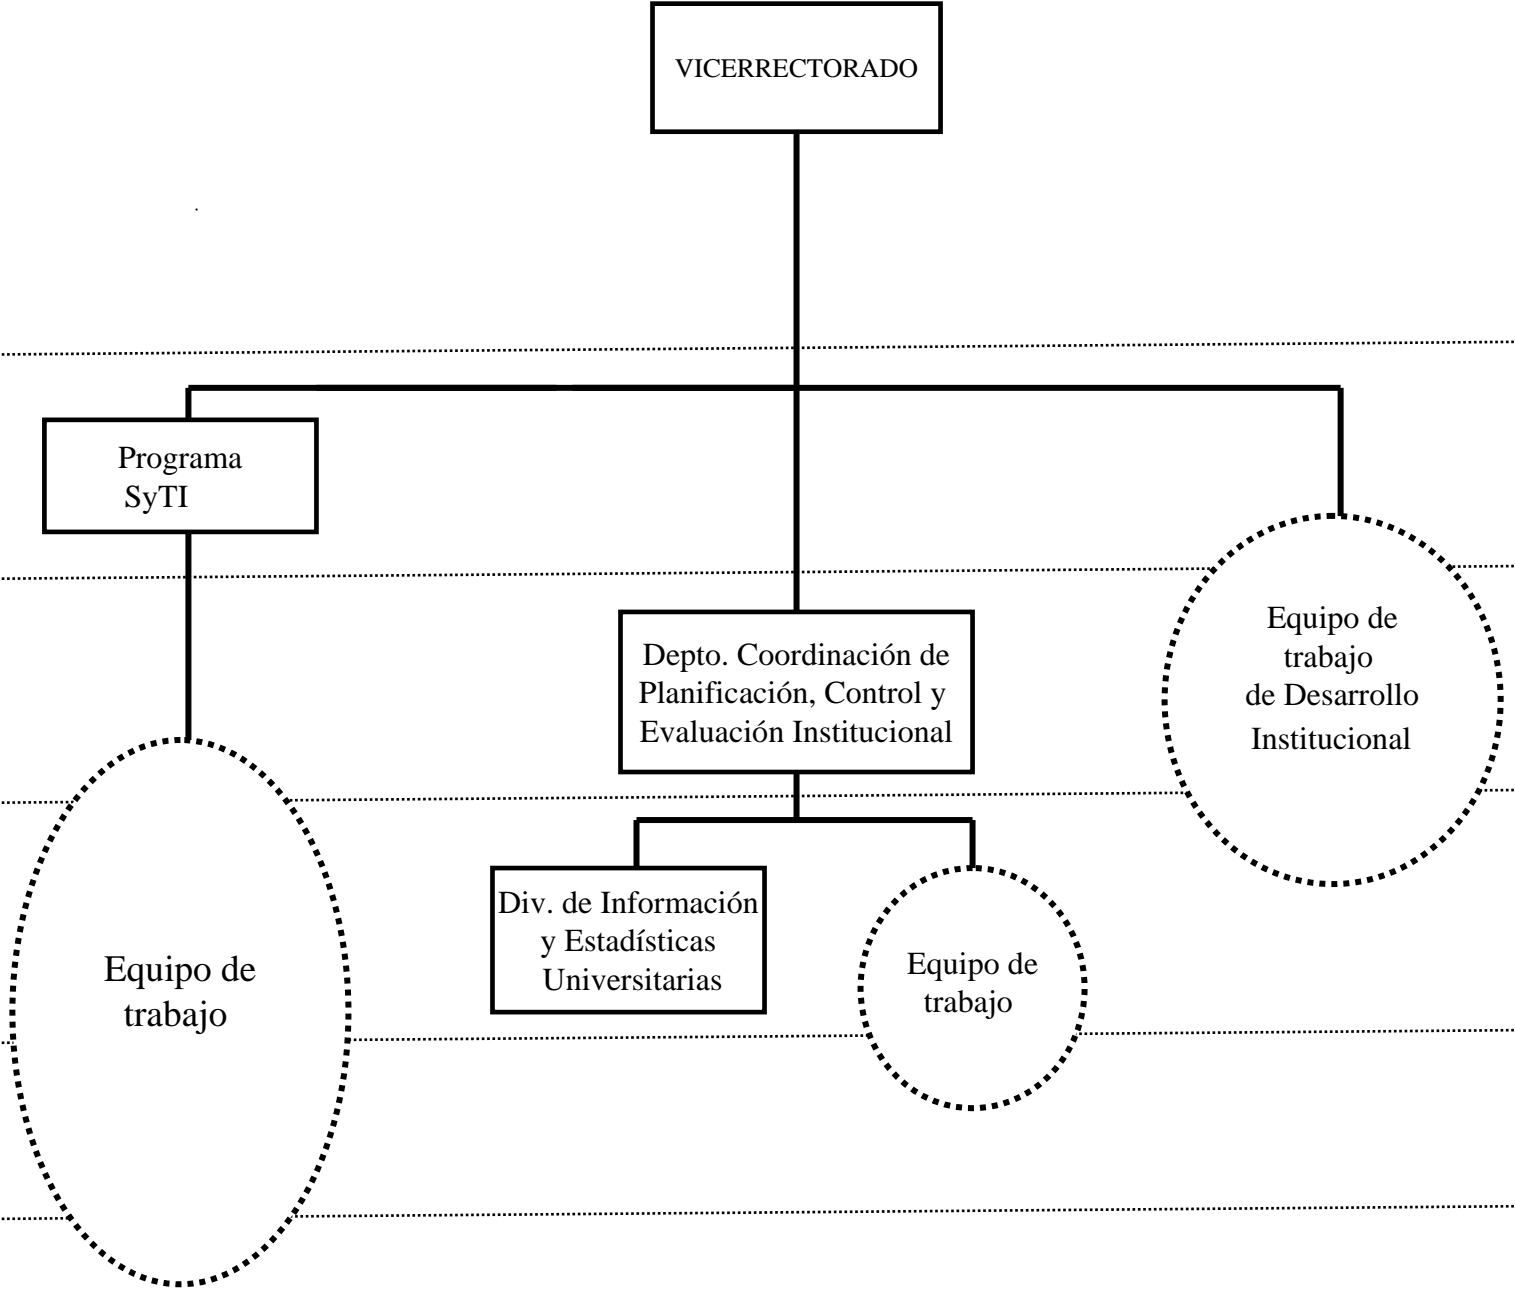 VICERRECTORADO
Programa
SyTI
Depto. Coordinación de
Planificación, Control y
Evaluación Institucional
Equipo de
trabajo
de Desarrollo
Institucional
Equipo de
trabajo
Div. de Información
y Estadísticas
Universitarias
Equipo de
trabajo